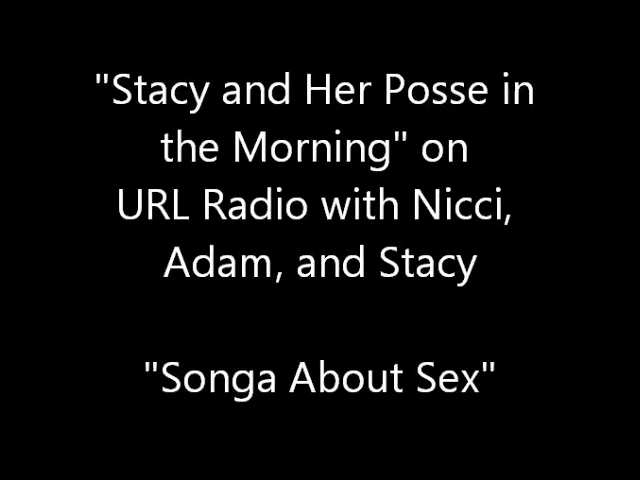 "Stacy and Her Posse in
the Morning" on
URL Radio with Nicci,
Adam, and Stacy
"Songa About Sex"